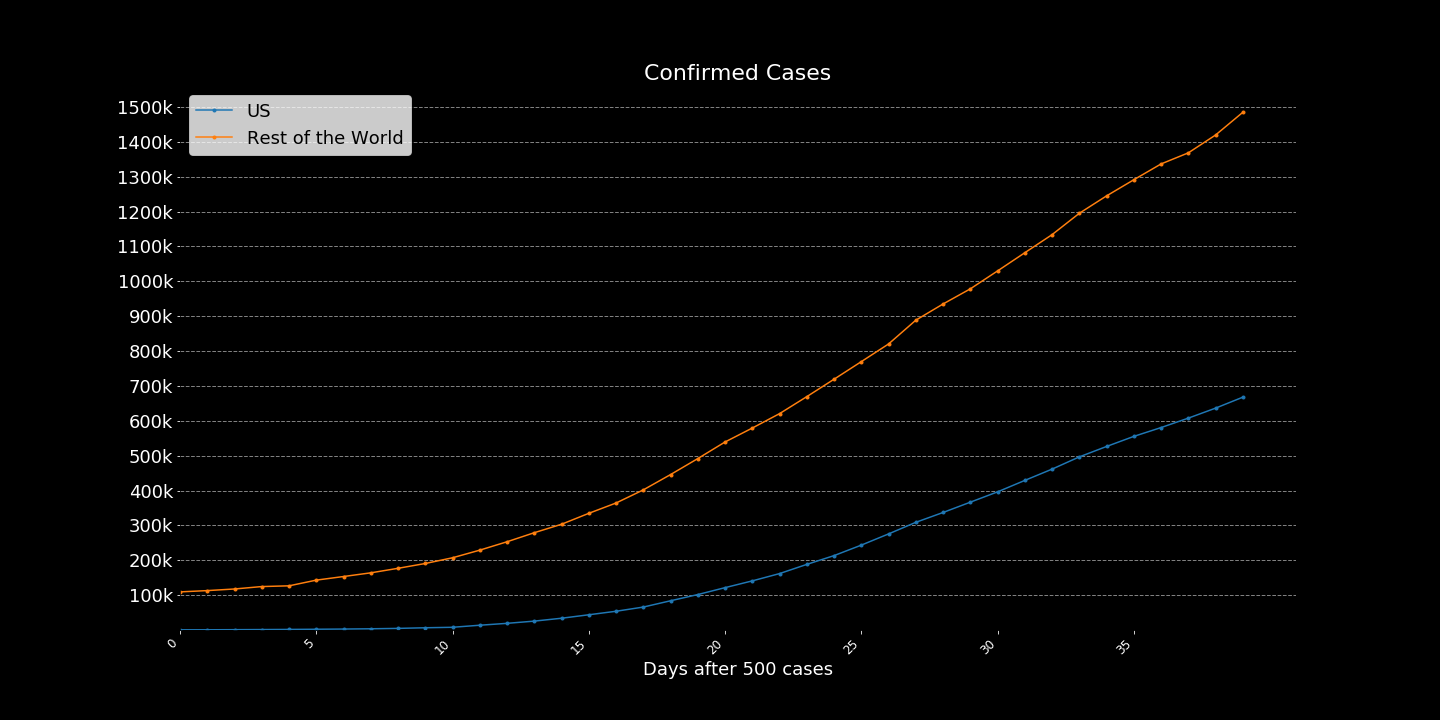 Confirmed Cases
US
Rest of the World
1500k
1400k
1300k
1200k
1100k
1000k
900k
800k
700k
600k
500k
400k
300k
200k
100k
0 5 10 15 20 25 30 35
Days after 500 cases